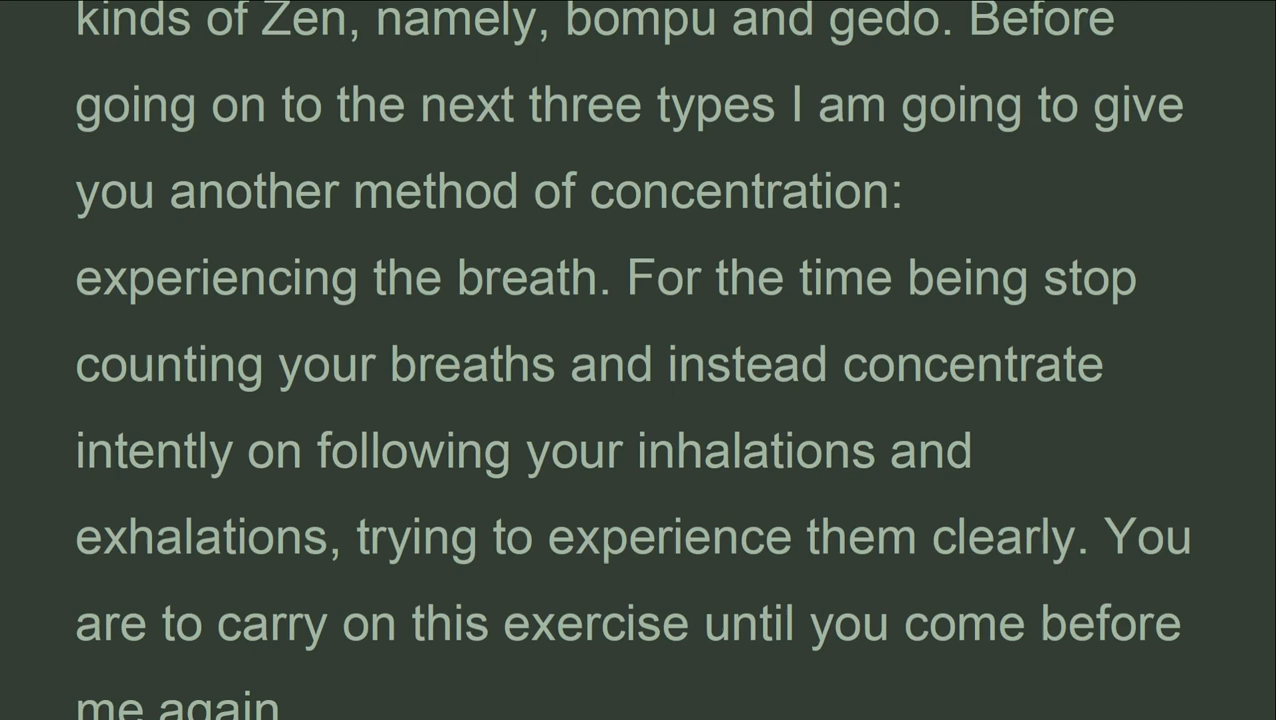 kinds of Zen, namely, bompu and gedo. Before
going on to the next three types I am going to give
you another method of concentration:
experiencing the breath. For the time being stop
counting your breaths and instead concentrate
intently on following your inhalations and
exhalations, trying to experience them clearly. You
are to carry on this exercise until you come before
me again